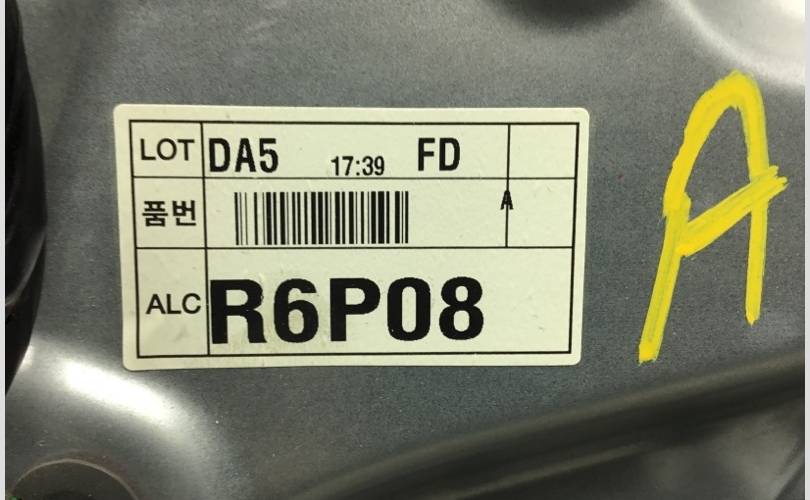 LOT DA5 17:39 FD
품번 A
ALC R6P08
A